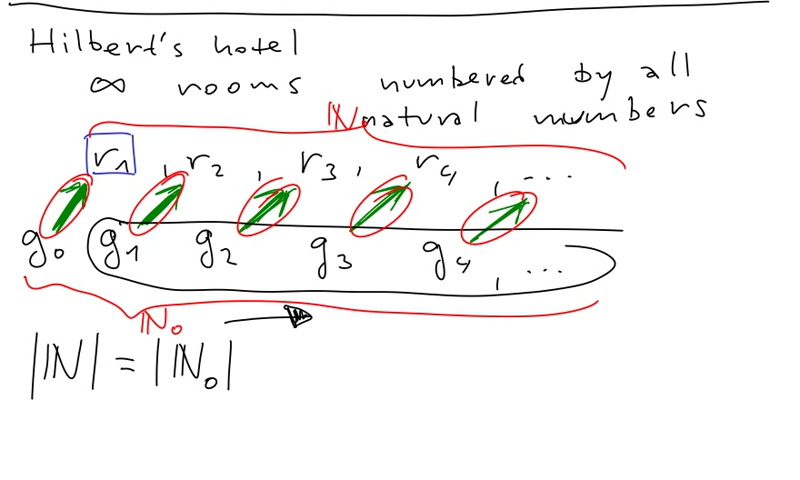 Hilbert's hotel
∞ rooms numbered by all
ℕ natural numbers
r₁, r₂, r₃, r₄, ...
g₀ g₁ g₂ g₃ g₄, ...
ℕ₀
|ℕ| = |ℕ₀|